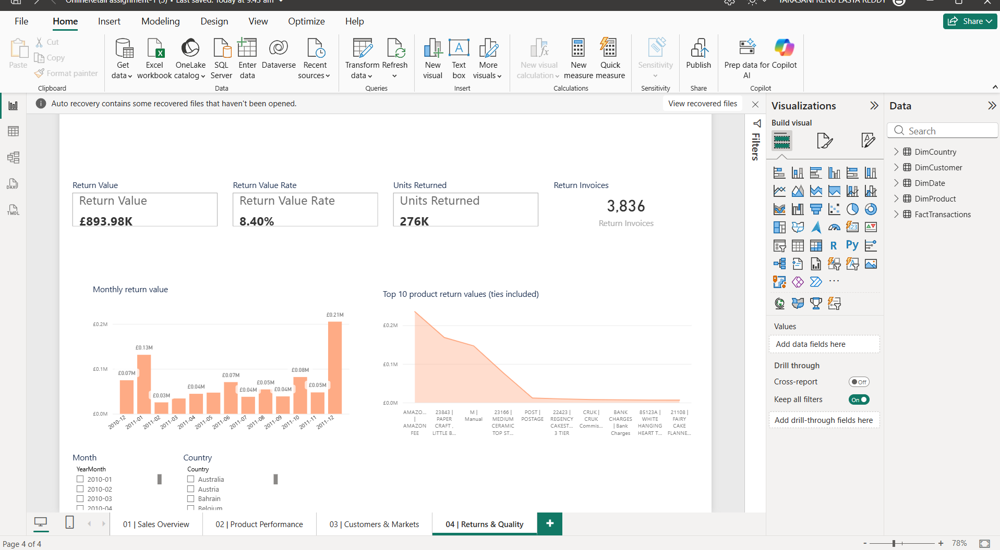 OnlineRetail assignment-1 (3) • Last saved: Today at 9:43 am
YARASANI RENU EASYA REDDY
File Home Insert Modeling Design View Optimize Help
Share
Paste
Cut
Copy
Format painter
Clipboard
Get data
Excel workbook
OneLake catalog
SQL Server
Enter data
Dataverse
Recent sources
Data
Transform data
Refresh
Queries
New visual
Text box
More visuals
Insert
New visual calculation
New measure
Quick measure
Calculations
Sensitivity
Sensitivity
Publish
Share
Prep data for AI
Copilot
Copilot
Auto recovery contains some recovered files that haven't been opened.
View recovered files
DAX
TMDL
Filters
Return Value
Return Value
£893.98K
Return Value Rate
Return Value Rate
8.40%
Units Returned
Units Returned
276K
Return Invoices
3,836
Return Invoices
Monthly return value
£0.2M
£0.1M
£0.0M
£0.07M
£0.13M
£0.03M
£0.04M
£0.07M
£0.04M
£0.05M
£0.04M
£0.08M
£0.05M
£0.21M
2010-12
2011-01
2011-02
2011-03
2011-04
2011-05
2011-06
2011-07
2011-08
2011-09
2011-10
2011-11
2011-12
Top 10 product return values (ties included)
£0.2M
£0.1M
£0.0M
AMAZO... | AMAZON FEE
23843 | PAPER CRAFT , LITTLE B...
M | Manual
23166 | MEDIUM CERAMIC TOP ST...
POST | POSTAGE
22423 | REGENCY CAKEST... 3 TIER
CRUK | CRUK Commis...
BANK CHARGES | Bank Charges
85123A | WHITE HANGING HEART T...
21108 | FAIRY CAKE FLANNE...
Month
YearMonth
2010-01
2010-02
2010-03
2010-04
Country
Country
Australia
Austria
Bahrain
Belgium
Visualizations
Build visual
123
R
Py
Values
Add data fields here
Drill through
Cross-report
Off
Keep all filters
On
Add drill-through fields here
Data
Search
DimCountry
DimCustomer
DimDate
DimProduct
FactTransactions
01 | Sales Overview
02 | Product Performance
03 | Customers & Markets
04 | Returns & Quality
+
Page 4 of 4
- + 78%